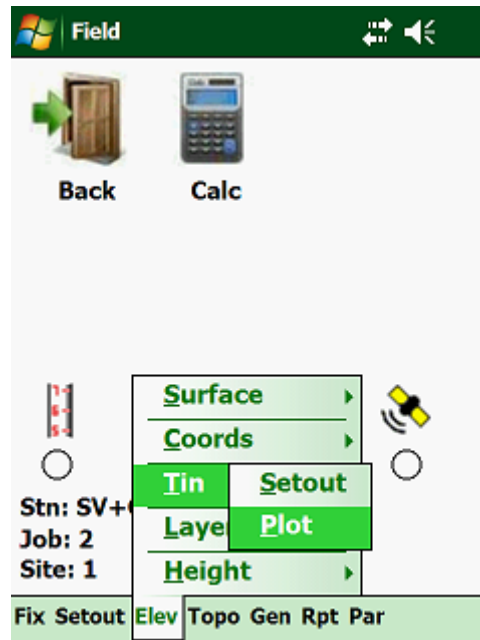 Field
Back Calc
Surface
Coords
Tin Setout
Stn: SV+
Plot
Job: 2
Site: 1 Height
Fix Setout Elev Topo Gen Rpt Par